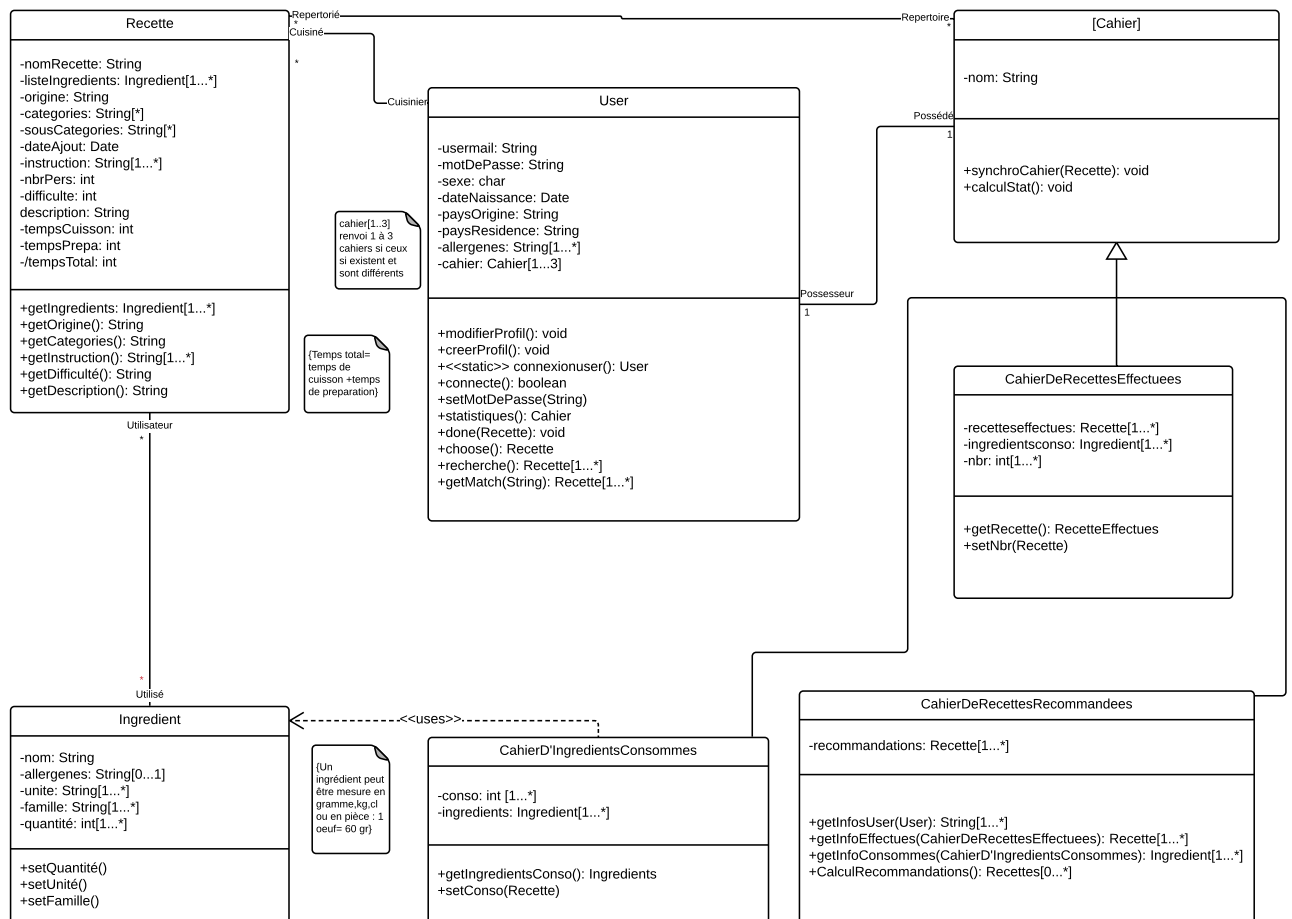 Recette
-nomRecette: String
-listeIngredients: Ingredient[1...*]
-origine: String
-categories: String[*]
-sousCategories: String[*]
-dateAjout: Date
-instruction: String[1...*]
-nbrPers: int
-difficulte: int
description: String
-tempsCuisson: int
-tempsPrepa: int
-/tempsTotal: int
+getIngredients: Ingredient[1...*]
+getOrigine(): String
+getCategories(): String
+getInstruction(): String[1...*]
+getDifficulté(): String
+getDescription(): String
Repertorié
*
Cuisiné
*
Cuisinier
Repertoire
*
User
-usermail: String
-motDePasse: String
-sexe: char
-dateNaissance: Date
-paysOrigine: String
-paysResidence: String
-allergenes: String[1...*]
-cahier: Cahier[1...3]
+modifierProfil(): void
+creerProfil(): void
+<<static>> connexionuser(): User
+connecte(): boolean
+setMotDePasse(String)
+statistiques(): Cahier
+done(Recette): void
+choose(): Recette
+recherche(): Recette[1...*]
+getMatch(String): Recette[1...*]
cahier[1..3]
renvoi 1 à 3
cahiers si ceux
si existent et
sont différents
{Temps total=
temps de
cuisson +temps
de preparation}
Possesseur
1
Possédé
1
[Cahier]
-nom: String
+synchroCahier(Recette): void
+calculStat(): void
CahierDeRecettesEffectuees
-recetteseffectues: Recette[1...*]
-ingredientsconso: Ingredient[1...*]
-nbr: int[1...*]
+getRecette(): RecetteEffectues
+setNbr(Recette)
Utilisateur
*
*
Utilisé
Ingredient
-nom: String
-allergenes: String[0...1]
-unite: String[1...*]
-famille: String[1...*]
-quantité: int[1...*]
+setQuantité()
+setUnité()
+setFamille()
<<uses>>
{Un
ingrédient peut
être mesure en
gramme,kg,cl
ou en pièce : 1
oeuf= 60 gr}
CahierD'IngredientsConsommes
-conso: int [1...*]
-ingredients: Ingredient[1...*]
+getIngredientsConso(): Ingredients
+setConso(Recette)
CahierDeRecettesRecommandees
-recommandations: Recette[1...*]
+getInfosUser(User): String[1...*]
+getInfoEffectues(CahierDeRecettesEffectuees): Recette[1...*]
+getInfoConsommes(CahierD'IngredientsConsommes): Ingredient[1...*]
+CalculRecommandations(): Recettes[0...*]